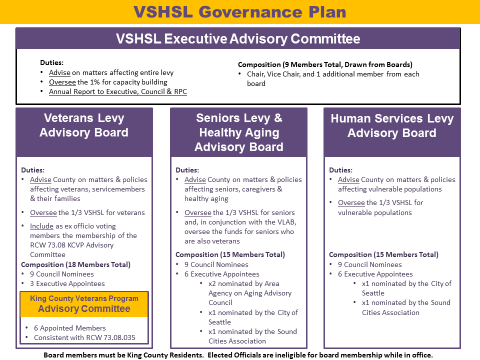 VSHSL Governance Plan
VSHSL Executive Advisory Committee
Duties:
• Advise on matters affecting entire levy
• Oversee the 1% for capacity building
• Annual Report to Executive, Council & RPC
Composition (9 Members Total, Drawn from Boards)
• Chair, Vice Chair, and 1 additional member from each
board
Veterans Levy
Advisory Board
Duties:
• Advise County on matters & policies
affecting veterans, servicemembers
& their families
• Oversee the 1/3 VSHSL for veterans
• Include as ex officio voting
members the membership of the
RCW 73.08 KCVP Advisory
Committee
Composition (18 Members Total)
• 9 Council Nominees
• 3 Executive Appointees
King County Veterans Program
Advisory Committee
• 6 Appointed Members
• Consistent with RCW 73.08.035
Seniors Levy &
Healthy Aging
Advisory Board
Duties:
• Advise County on matters & policies
affecting seniors, caregivers &
healthy aging
• Oversee the 1/3 VSHSL for seniors
and, in conjunction with the VLAB,
oversee the funds for seniors who
are also veterans
Composition (15 Members Total)
• 9 Council Nominees
• 6 Executive Appointees
• x2 nominated by Area
Agency on Aging Advisory
Council
• x1 nominated by the City of
Seattle
• x1 nominated by the Sound
Cities Association
Human Services Levy
Advisory Board
Duties:
• Advise County on matters & policies
affecting vulnerable populations
• Oversee the 1/3 VSHSL for
vulnerable populations
Composition (15 Members Total)
• 9 Council Nominees
• 6 Executive Appointees
• x1 nominated by the City of
Seattle
• x1 nominated by the Sound
Cities Association
Board members must be King County Residents. Elected Officials are ineligible for board membership while in office.